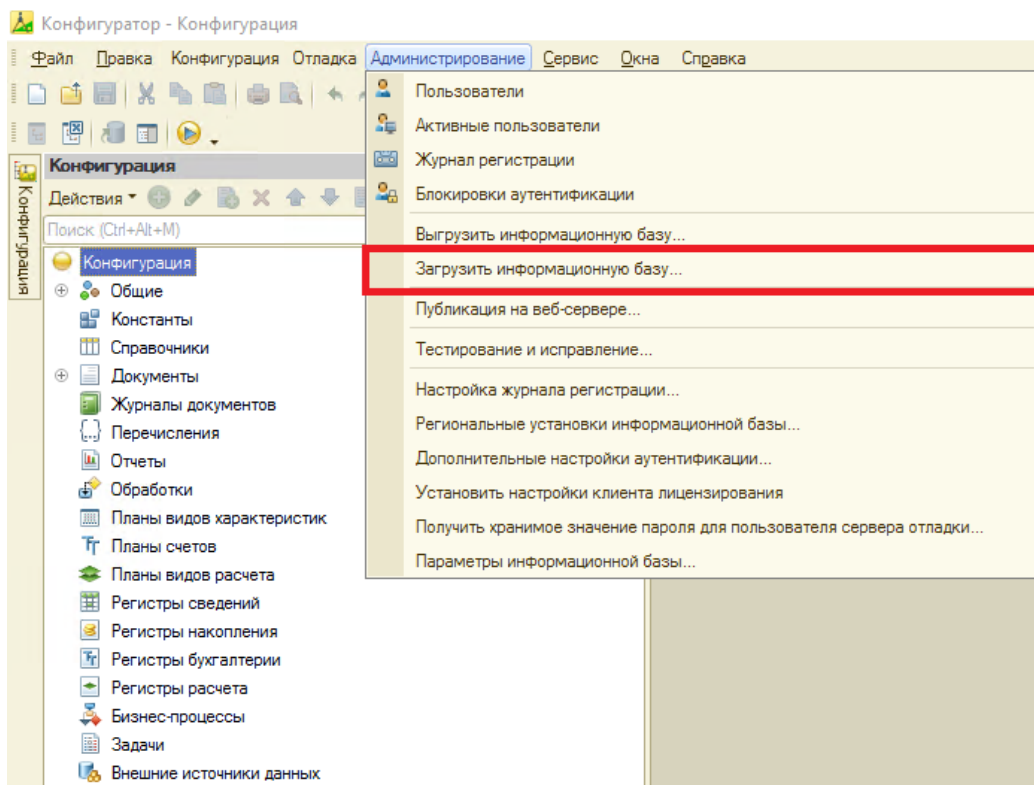 Конфигуратор - Конфигурация
Файл Правка Конфигурация Отладка Администрирование Сервис Окна Справка
Пользователи
Активные пользователи
Журнал регистрации
Блокировки аутентификации
Выгрузить информационную базу...
Загрузить информационную базу...
Публикация на веб-сервере...
Тестирование и исправление...
Настройка журнала регистрации...
Региональные установки информационной базы...
Дополнительные настройки аутентификации...
Установить настройки клиента лицензирования
Получить хранимое значение пароля для пользователя сервера отладки...
Параметры информационной базы...
Конфигурация
Конфигурация
Действия
Поиск (Ctrl+Alt+M)
Конфигурация
Общие
Константы
Справочники
Документы
Журналы документов
Перечисления
Отчеты
Обработки
Планы видов характеристик
Планы счетов
Планы видов расчета
Регистры сведений
Регистры накопления
Регистры бухгалтерии
Регистры расчета
Бизнес-процессы
Задачи
Внешние источники данных